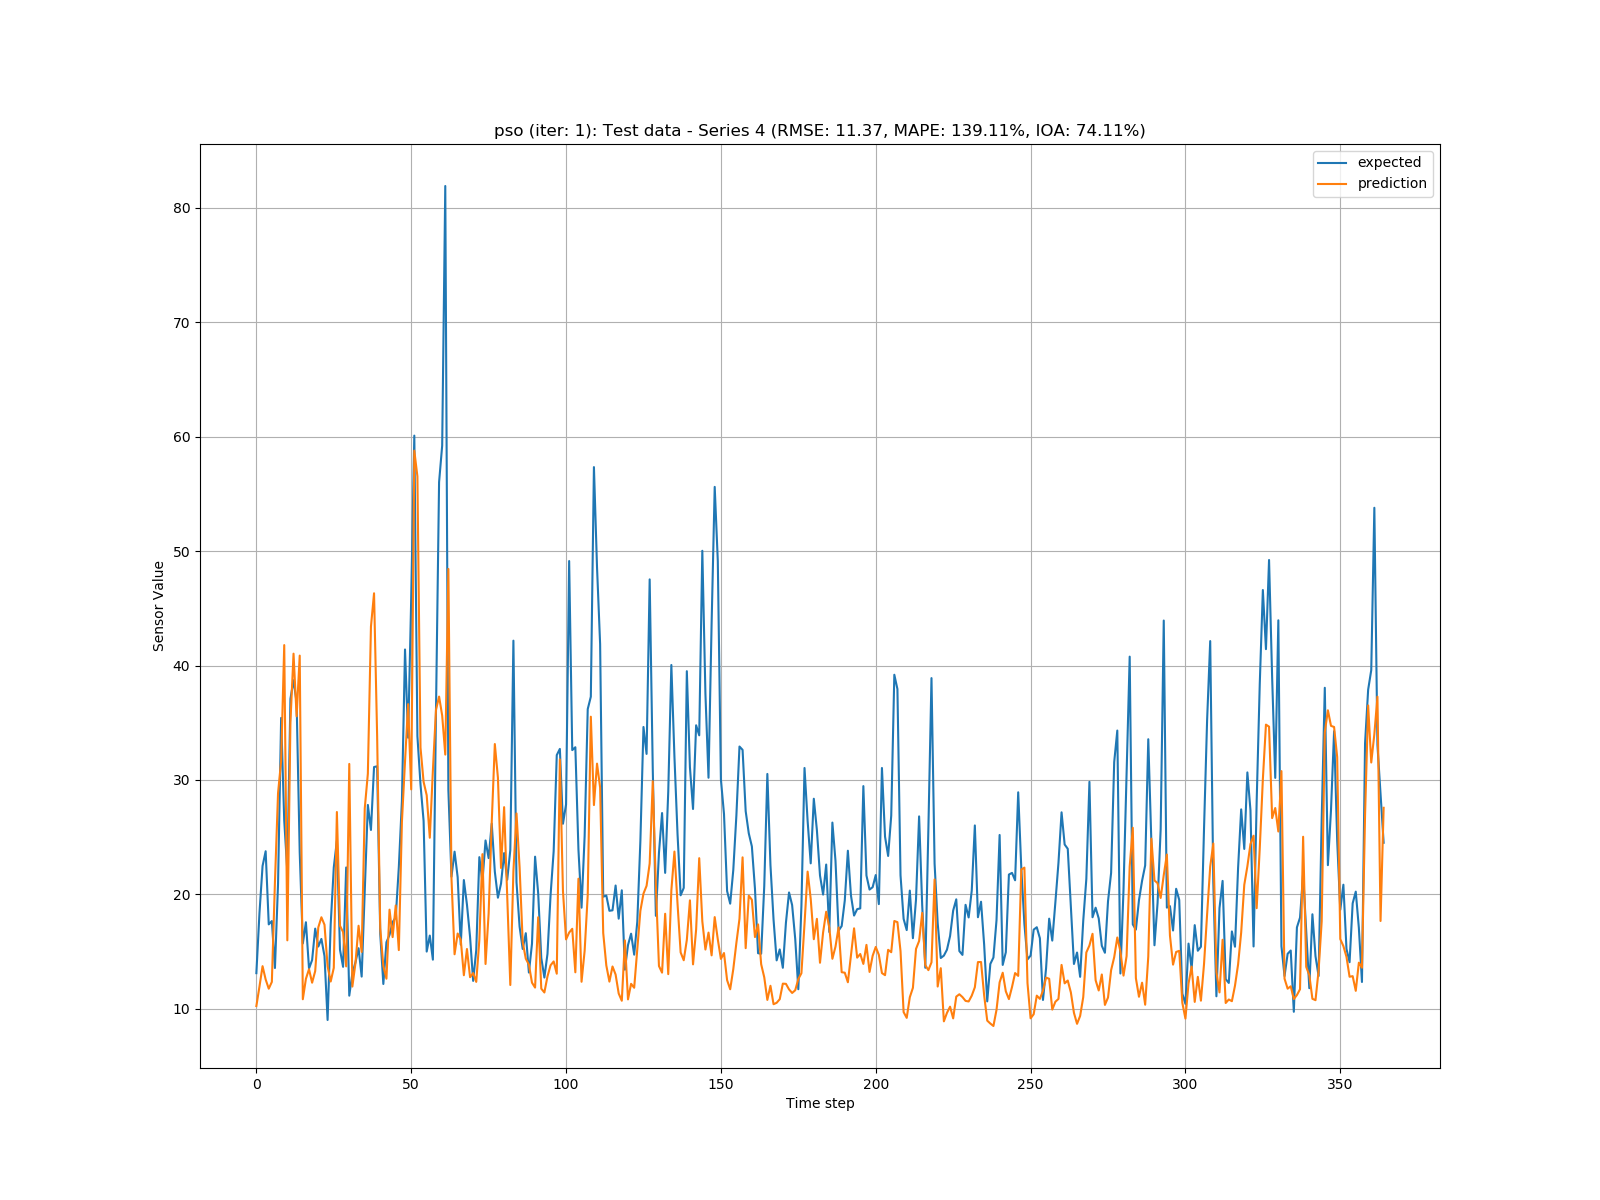 pso (iter: 1): Test data - Series 4 (RMSE: 11.37, MAPE: 139.11%, IOA: 74.11%)
expected
prediction
80
70
60
50
40
30
20
10
Sensor Value
0 50 100 150 200 250 300 350
Time step